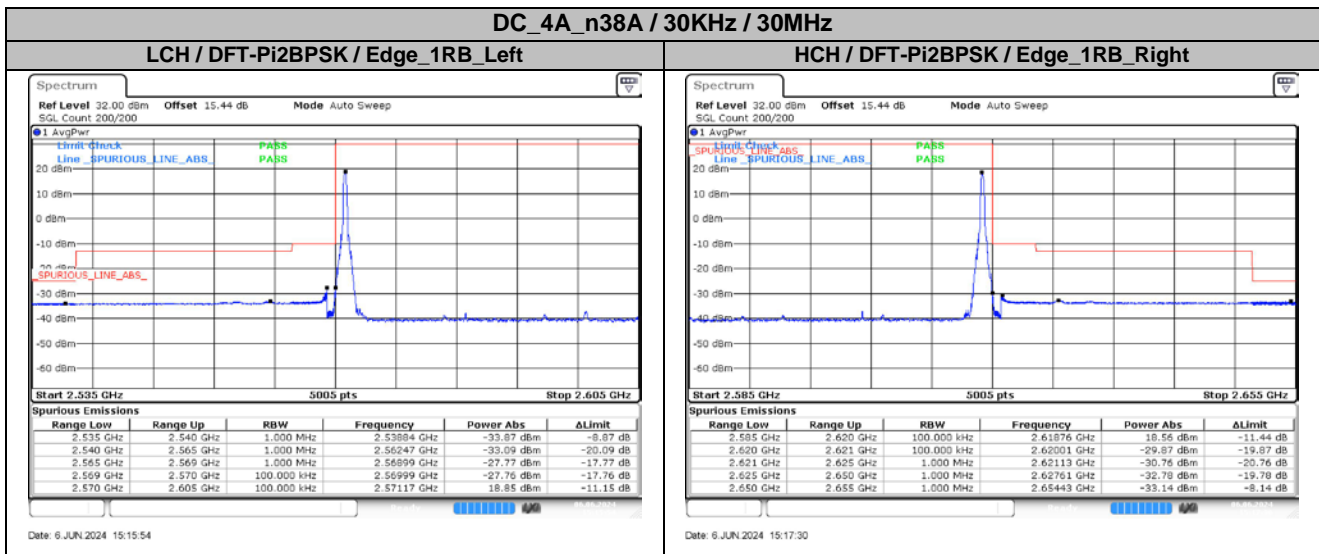 DC_4A_n38A / 30KHz / 30MHz
LCH / DFT-Pi2BPSK / Edge_1RB_Left
HCH / DFT-Pi2BPSK / Edge_1RB_Right
Spectrum
Ref Level 32.00 dBm Offset 15.44 dB Mode Auto Sweep
SGL Count 200/200
1 AvgPwr
Limit Check PASS
Line _SPURIOUS_LINE_ABS_ PASS
20 dBm
10 dBm
0 dBm
-10 dBm
-20 dBm
_SPURIOUS_LINE_ABS_
-30 dBm
-40 dBm
-50 dBm
-60 dBm
Start 2.535 GHz 5005 pts Stop 2.605 GHz
Spurious Emissions
Range Low Range Up RBW Frequency Power Abs ΔLimit
2.535 GHz 2.540 GHz 1.000 MHz 2.53884 GHz -33.87 dBm -8.87 dB
2.540 GHz 2.565 GHz 1.000 MHz 2.56247 GHz -33.09 dBm -20.09 dB
2.565 GHz 2.569 GHz 1.000 MHz 2.56899 GHz -27.77 dBm -17.77 dB
2.569 GHz 2.570 GHz 100.000 kHz 2.56999 GHz -27.76 dBm -17.76 dB
2.570 GHz 2.605 GHz 100.000 kHz 2.57117 GHz 18.85 dBm -11.15 dB
Date: 6.JUN.2024 15:15:54
Spectrum
Ref Level 32.00 dBm Offset 15.44 dB Mode Auto Sweep
SGL Count 200/200
1 AvgPwr
Limit Check PASS
_SPURIOUS_LINE_ABS_
Line _SPURIOUS_LINE_ABS_ PASS
20 dBm
10 dBm
0 dBm
-10 dBm
-20 dBm
-30 dBm
-40 dBm
-50 dBm
-60 dBm
Start 2.585 GHz 5005 pts Stop 2.655 GHz
Spurious Emissions
Range Low Range Up RBW Frequency Power Abs ΔLimit
2.585 GHz 2.620 GHz 100.000 kHz 2.61876 GHz 18.56 dBm -11.44 dB
2.620 GHz 2.621 GHz 100.000 kHz 2.62001 GHz -29.87 dBm -19.87 dB
2.621 GHz 2.625 GHz 1.000 MHz 2.62113 GHz -30.76 dBm -20.76 dB
2.625 GHz 2.650 GHz 1.000 MHz 2.62761 GHz -32.78 dBm -19.78 dB
2.650 GHz 2.655 GHz 1.000 MHz 2.65443 GHz -33.14 dBm -8.14 dB
Date: 6.JUN.2024 15:17:30